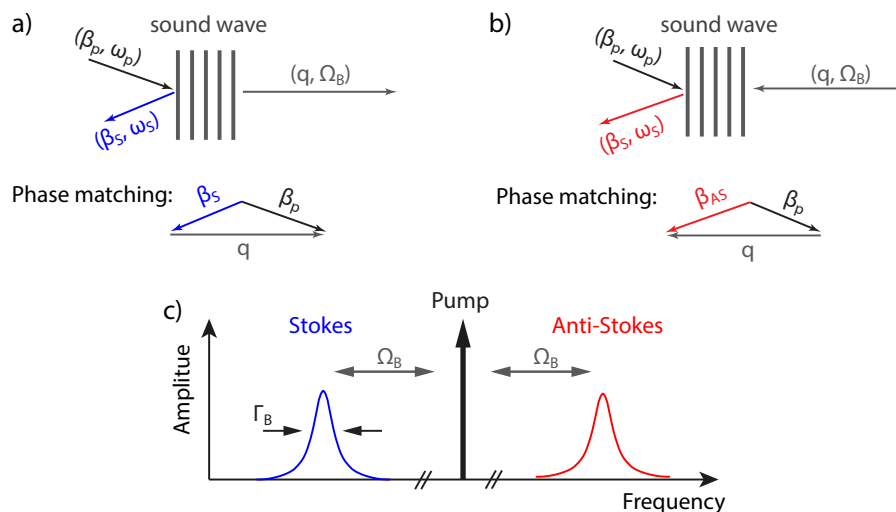 a)
sound wave
(βp, ωp)
(q, ΩB)
(βS, ωS)
Phase matching:
βS
βp
q
b)
sound wave
(βp, ωp)
(q, ΩB)
(βS, ωS)
Phase matching:
βAS
βp
q
c)
Pump
Stokes
Anti-Stokes
ΩB
ΩB
ΓB
Amplitue
Frequency